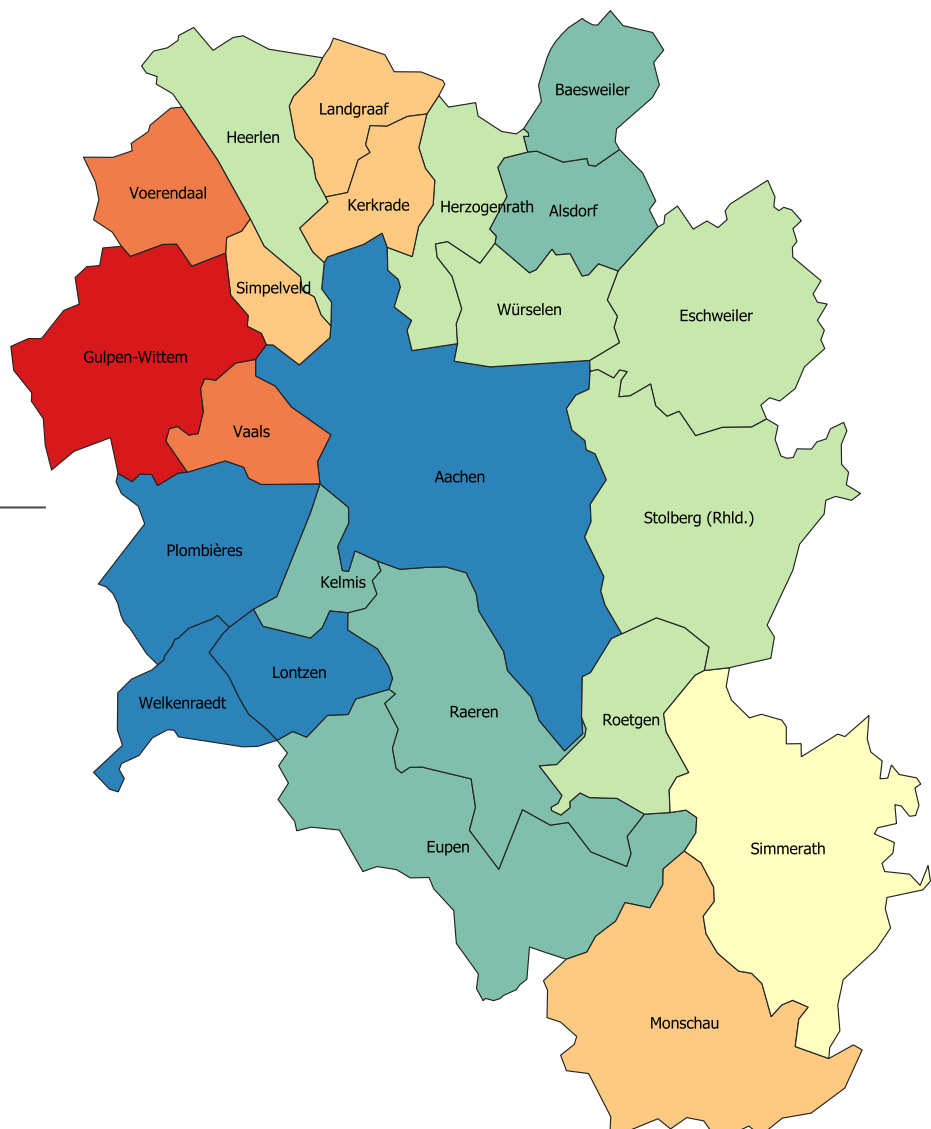 Baesweiler
Landgraaf
Heerlen
Voerendaal
Kerkrade
Herzogenrath
Alsdorf
Simpelveld
Würselen
Eschweiler
Gulpen-Wittem
Vaals
Aachen
Stolberg (Rhld.)
Plombières
Kelmis
Lontzen
Welkenraedt
Raeren
Roetgen
Eupen
Simmerath
Monschau